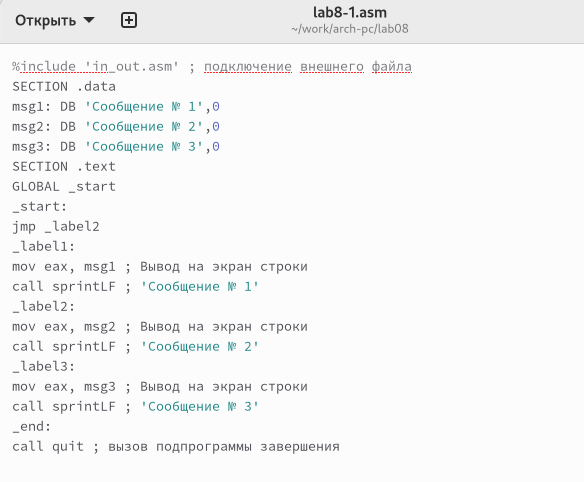 Открыть
lab8-1.asm
~/work/arch-pc/lab08
%include 'in_out.asm' ; подключение внешнего файла
SECTION .data
msg1: DB 'Сообщение № 1',0
msg2: DB 'Сообщение № 2',0
msg3: DB 'Сообщение № 3',0
SECTION .text
GLOBAL _start
_start:
jmp _label2
_label1:
mov eax, msg1 ; Вывод на экран строки
call sprintLF ; 'Сообщение № 1'
_label2:
mov eax, msg2 ; Вывод на экран строки
call sprintLF ; 'Сообщение № 2'
_label3:
mov eax, msg3 ; Вывод на экран строки
call sprintLF ; 'Сообщение № 3'
_end:
call quit ; вызов подпрограммы завершения